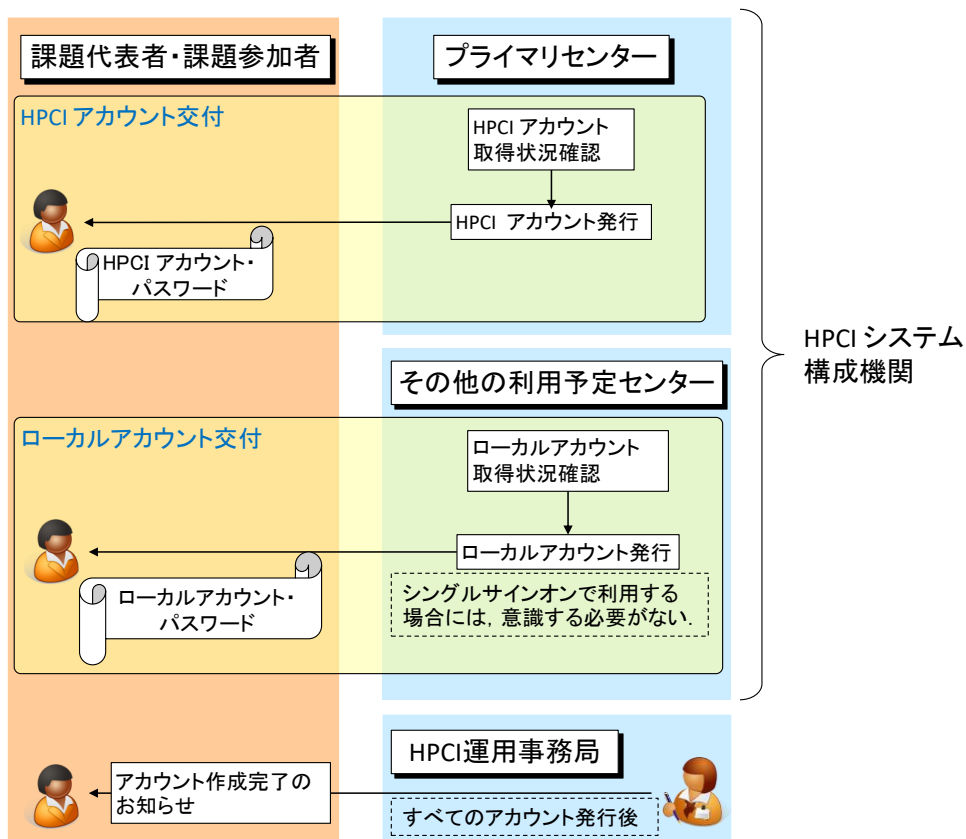 課題代表者・課題参加者
プライマリセンター
HPCI アカウント交付
HPCI アカウント
取得状況確認
HPCI アカウント発行
HPCI アカウント・
パスワード
HPCI システム
構成機関
その他の利用予定センター
ローカルアカウント交付
ローカルアカウント
取得状況確認
ローカルアカウント発行
ローカルアカウント・
パスワード
シングルサインオンで利用する
場合には, 意識する必要がない.
HPCI運用事務局
アカウント作成完了の
お知らせ
すべてのアカウント発行後